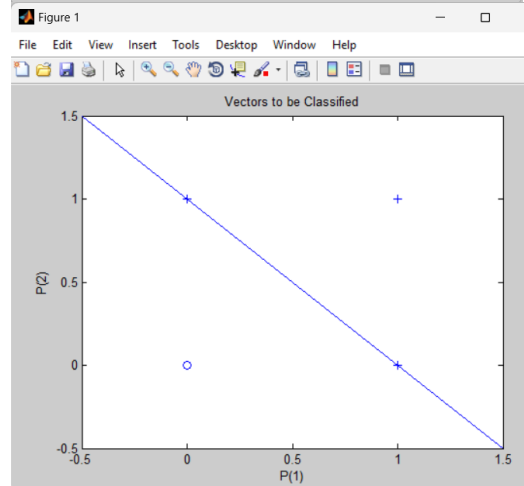 Figure 1
File Edit View Insert Tools Desktop Window Help
Vectors to be Classified
1.5
1
0.5
0
-0.5
P(2)
-0.5 0 0.5 1 1.5
P(1)